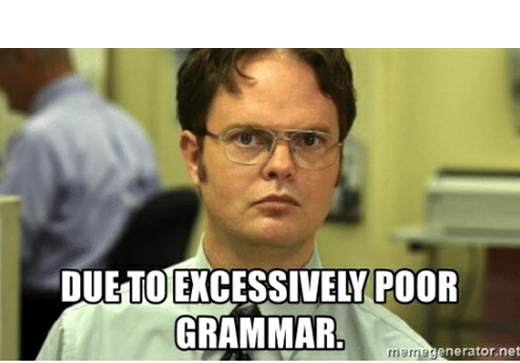 DUE TO EXCESSIVELY POOR
GRAMMAR.
memegenerator.net